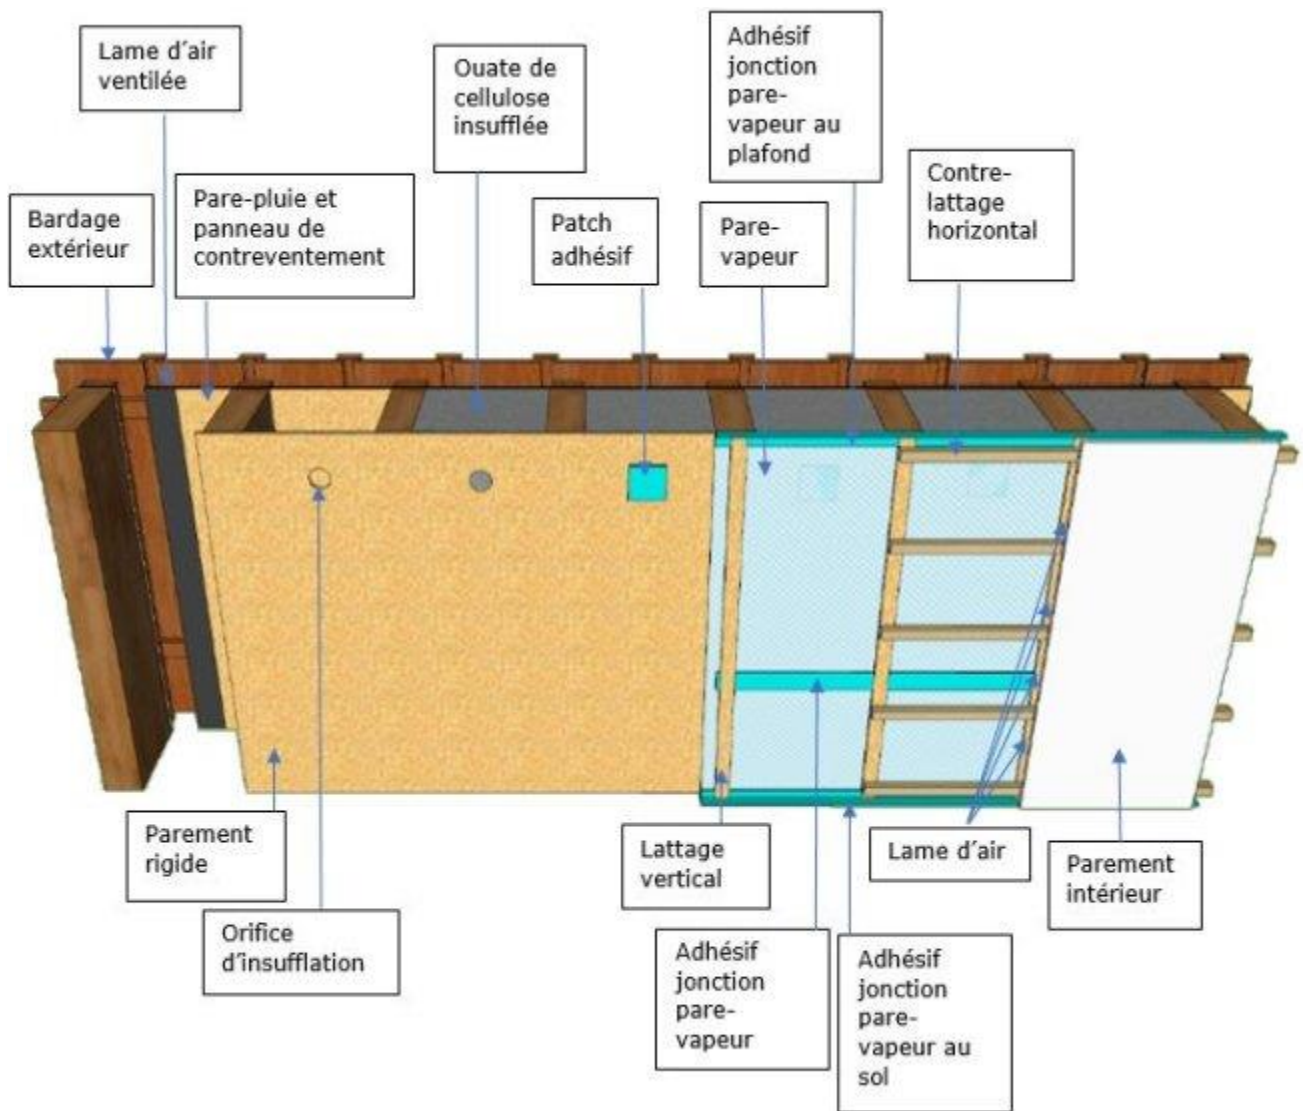 Lame d'air
ventilée
Ouate de
cellulose
insufflée
Adhésif
jonction
pare-
vapeur au
plafond
Contre-
lattage
horizontal
Bardage
extérieur
Pare-pluie et
panneau de
contreventement
Patch
adhésif
Pare-
vapeur
Parement
rigide
Orifice
d'insufflation
Lattage
vertical
Lame d'air
Parement
intérieur
Adhésif
jonction
pare-
vapeur
Adhésif
jonction
pare-
vapeur au
sol